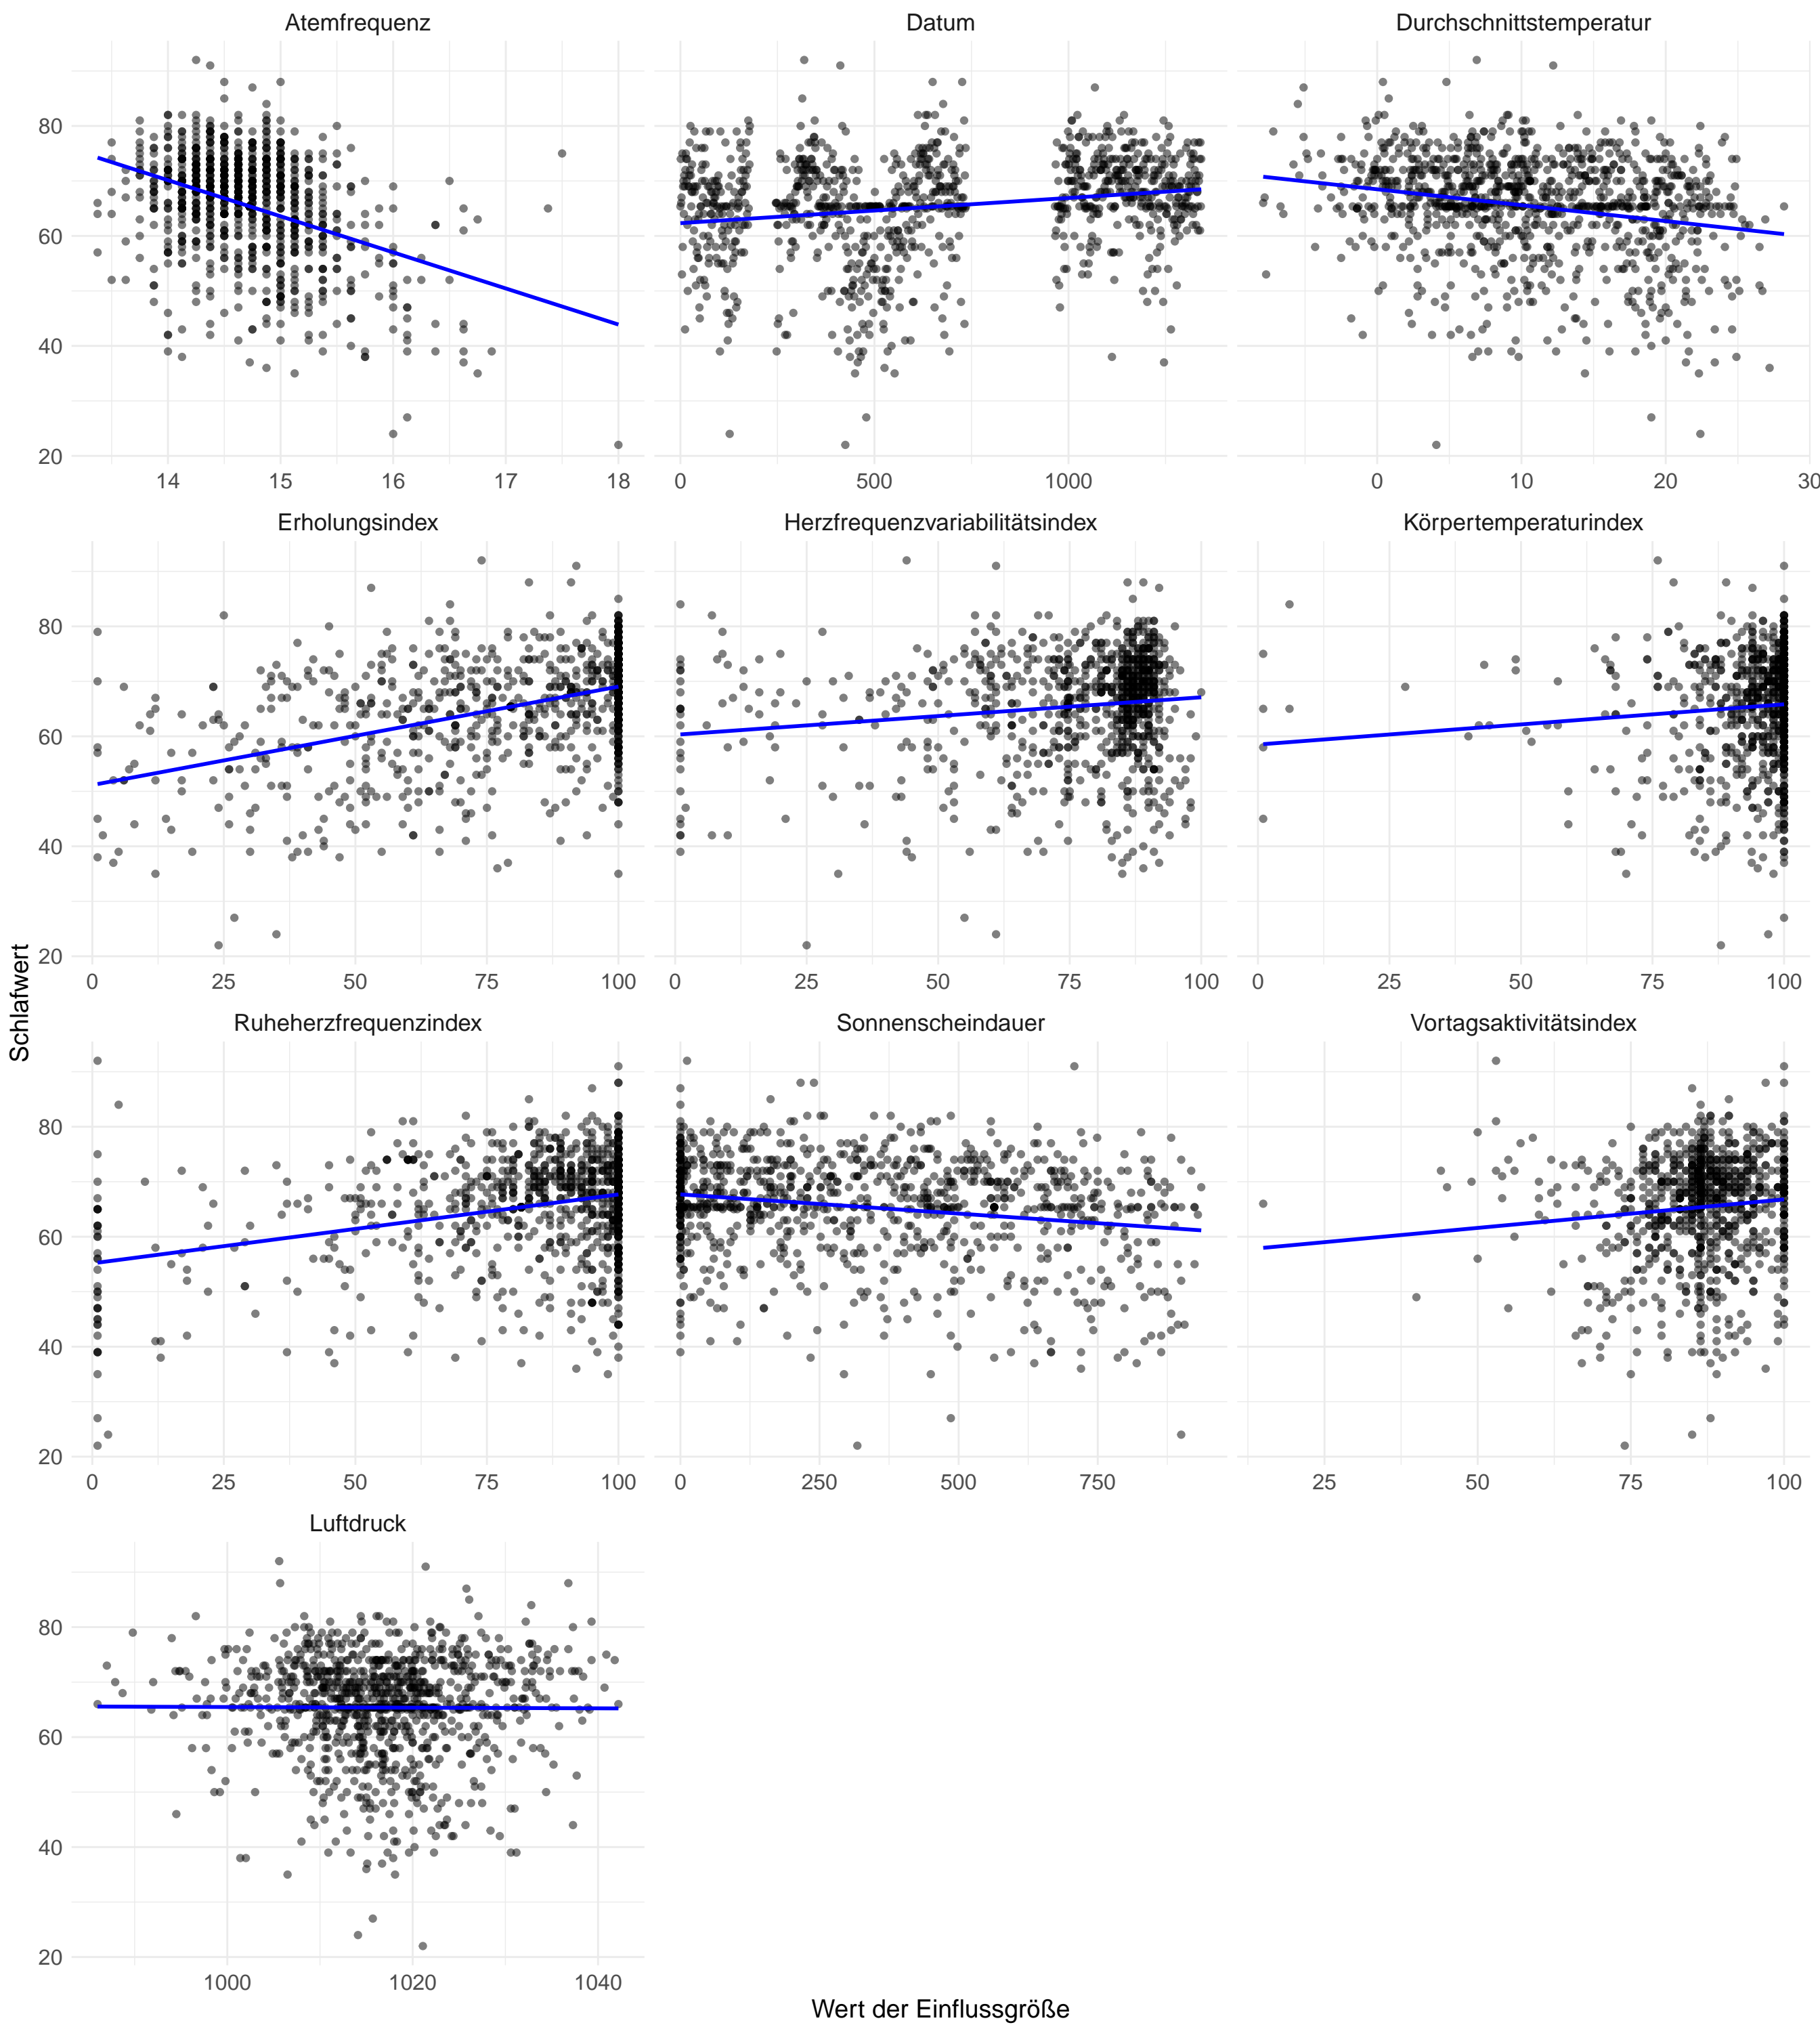 Atemfrequenz Datum Durchschnittstemperatur
80
60
40
20
14 15 16 17 18 0 500 1000 0 10 20 30
Erholungsindex Herzfrequenzvariabilitätsindex Körpertemperaturindex
80
60
40
20
0 25 50 75 100 0 25 50 75 100 0 25 50 75 100
Schlafwert
Ruheherzfrequenzindex Sonnenscheindauer Vortagsaktivitätsindex
80
60
40
20
0 25 50 75 100 0 250 500 750 25 50 75 100
Luftdruck
80
60
40
20
1000 1020 1040
Wert der Einflussgröße